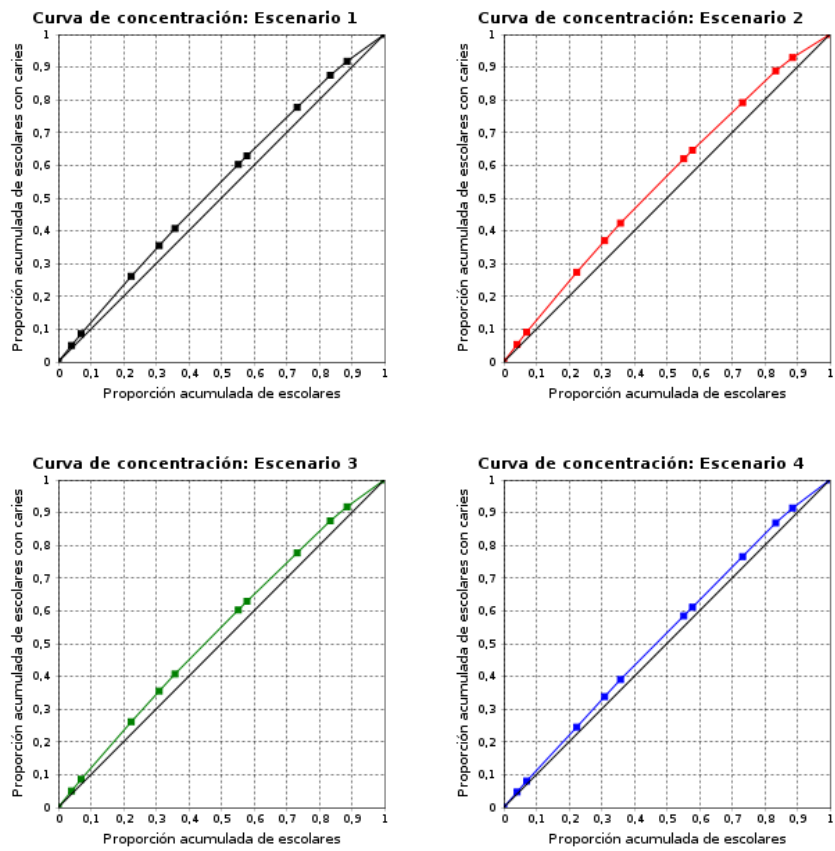 Curva de concentración: Escenario 1
Proporción acumulada de escolares con caries
1
0,9
0,8
0,7
0,6
0,5
0,4
0,3
0,2
0,1
0
0 0,1 0,2 0,3 0,4 0,5 0,6 0,7 0,8 0,9 1
Proporción acumulada de escolares
Curva de concentración: Escenario 2
Proporción acumulada de escolares con caries
1
0,9
0,8
0,7
0,6
0,5
0,4
0,3
0,2
0,1
0
0 0,1 0,2 0,3 0,4 0,5 0,6 0,7 0,8 0,9 1
Proporción acumulada de escolares
Curva de concentración: Escenario 3
Proporción acumulada de escolares con caries
1
0,9
0,8
0,7
0,6
0,5
0,4
0,3
0,2
0,1
0
0 0,1 0,2 0,3 0,4 0,5 0,6 0,7 0,8 0,9 1
Proporción acumulada de escolares
Curva de concentración: Escenario 4
Proporción acumulada de escolares con caries
1
0,9
0,8
0,7
0,6
0,5
0,4
0,3
0,2
0,1
0
0 0,1 0,2 0,3 0,4 0,5 0,6 0,7 0,8 0,9 1
Proporción acumulada de escolares